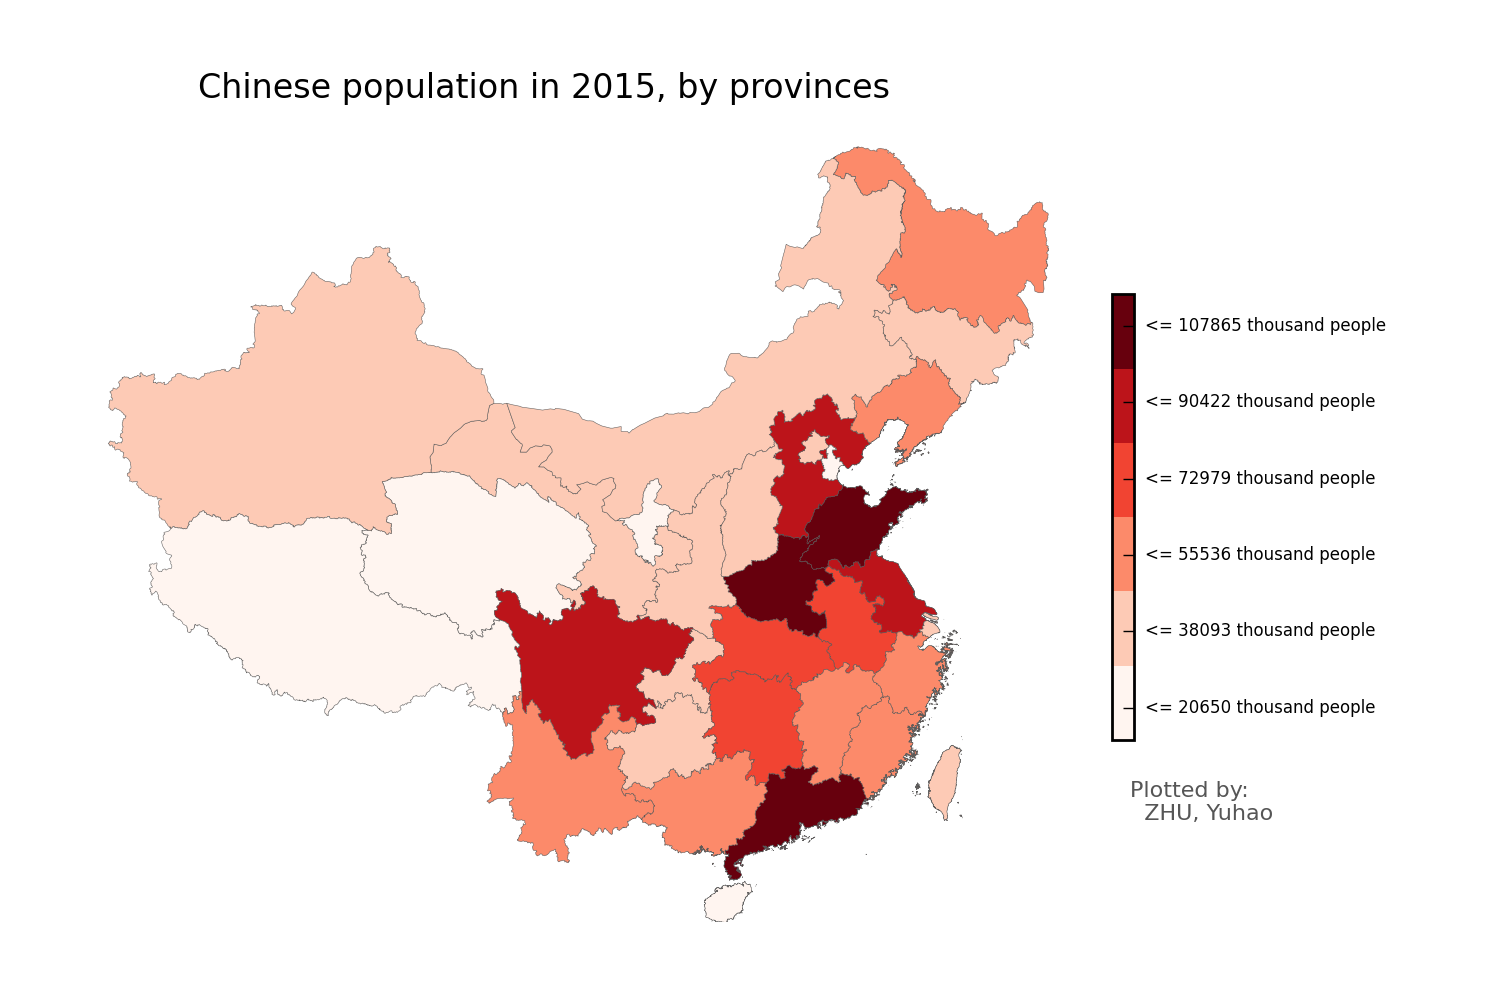 Chinese population in 2015, by provinces
<= 107865 thousand people
<= 90422 thousand people
<= 72979 thousand people
<= 55536 thousand people
<= 38093 thousand people
<= 20650 thousand people
Plotted by:
ZHU, Yuhao